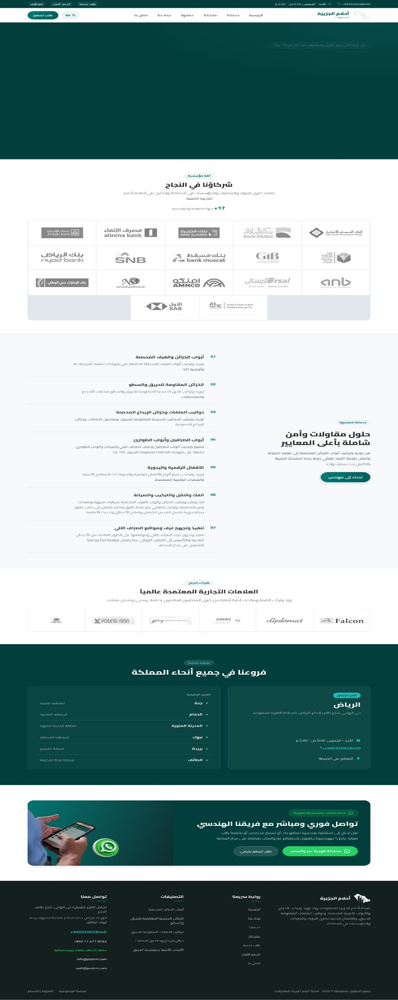 +966920028440
الأحد - الخميس: 9:00 ص - 5:00 م
طلب خدمة
الدعم الفني
التوظيف
أحلام الجزيرة
للمقاولات
الرئيسية
خدماتنا
منتجاتنا
عملاؤنا
نبذة عنا
اتصل بنا
EN
طلب تسعير
الريادة في حلول الأمن والمقاولات منذ أكثر من 15 عاماً
ثقة مؤسسية
شركاؤنا في النجاح
تعتمد كبرى البنوك والمصارف والمؤسسات في المملكة والخليج على أنظمة أحلام
الجزيرة الأمنية.
+17 جهة مصرفية ومؤسسية
البنك السعودي للاستثمار
The Saudi Investment Bank
بنك البلاد
Bank Albilad
بنك الجزيرة
BANK ALJAZIRA
مصرف الإنماء
alinma bank
مصرف الراجحي
Al Rajhi Bank
البنك
السعودي
الفرنسي
Banque
Saudi
Fransi
GiB
بنك الخليج الدولي
بنك مسقط
bank muscat
SNB
بنك الرياض
riyad bank
anb
إرسال Ersal
Money Transfer
امنكو
AMNCO
بنك الإمارات دبي الوطني
شركة عملة للصرافة
Omlah Exchange Co.
الأول
SAB
خدماتنا المتميزة
حلول مقاولات وأمن
شاملة بأعلى المعايير
من توريد وتركيب أبواب الخزائن المحصنة إلى عقود الصيانة
والنقل طويلة الأمد، نغطي دورة حياة المنشأة الأمنية
بالكامل تحت سقف واحد.
تحدث إلى مهندس
01
أبواب الخزائن والغرف المحصنة
توريد وتركيب أبواب الغرف المحصنة الحاصلة على شهادات اعتماد أمريكية UL
وأوروبية EN.
02
الخزائن المقاومة للحريق والسطو
توريد وتركيب الخزن الحديدية المقاومة للحريق والسطو بمختلف الأحجام
والمواصفات.
03
دواليب الملفات وخزائن الإيداع المحصنة
توريد وتركيب الدواليب الحديدية المقاومة للحريق، وصناديق الأمانات، وخزائن
الإيداع المصرفية.
04
أبواب الصرافين وأبواب الطوارئ
تصنيع وتركيب أبواب الصرافين وغرف الصراف الآلي والبيانات وأبواب الطوارئ،
حاصلة على شهادة Intertek لمقاومة الحريق UL 10C.
05
الأقفال الرقمية واليدوية
توريد وتركيب جميع أنواع الأقفال الرقمية واليدوية ذات المفاتيح الأمنية
والشفرات الرقمية المعتمدة.
06
الفك والنقل والتركيب والصيانة
فك ونقل وتركيب الخزائن وأبواب الغرف المحصنة بسيارات مجهزة ومعدات
رفع متخصصة، وتركيب احترافي مع ضبط دقيق واختبار شامل، إلى جانب عقود
صيانة دورية تشمل الفحص الشامل وإصلاح الأعطال وتحديث الأنظمة.
07
تنفيذ وتجهيز غرف ومواقع الصراف الآلي
تنفيذ وتجهيز غرف الصراف الآلي ومواقعها على الطرق العامة، من الأعمال
المدنية والتأسيس إلى التركيب النهائي، بما يضمن موقعاً آمناً وجاهزاً
للتشغيل على مدار الساعة.
شركاء النجاح
العلامات التجارية المعتمدة عالمياً
نورّد ونركّب أنظمة ومنتجات أمنية أصلية من كبرى المصنّعين العالميين، باعتماد رسمي وضمان معتمد.
Falcon
diplomat
JIABAO
SECURITY
Godrej
SECURITY SOLUTIONS
YOUNG ANN
تغطية شاملة
فروعنا في جميع أنحاء المملكة
الفرع الرئيسي
الرياض
حي الروابي، شارع طاهر الدباغ، الرياض، المملكة العربية السعودية
الأحد - الخميس: 9:00 ص - 5:00 م
+966920028440
الموقع على الخريطة
الفروع الإقليمية
جدة
المنطقة الغربية
الدمام
المنطقة الشرقية
المدينة المنورة
منطقة المدينة المنورة
تبوك
المنطقة الشمالية
بريدة
منطقة القصيم
الطائف
منطقة مكة المكرمة
خدمة العملاء والاستجابة الفورية
تواصل فوري ومباشر مع فريقنا الهندسي
هل تحتاج إلى استشارة هندسية لمشروعك، أو تسعير مخصص، أو متابعة طلب
صيانة عاجل؟ مهندسونا جاهزون لخدمتكم عبر واتساب مباشرة على مدار الساعة.
محادثة فورية عبر واتساب
طلب تسعير رسمي
أحلام الجزيرة
شركة أحلام الجزيرة للمقاولات: رواد تزويد وتركيب الخزائن
والأبواب الأمنية المحصنة، ودواليب الملفات المقاومة
للحريق، والأقفال الذكية لكبرى البنوك والشركات
والمؤسسات في المملكة.
روابط سريعة
الرئيسية
نبذة عنا
خدماتنا
منتجاتنا
طلب خدمة
الدعم الفني
اتصل بنا
التصنيفات
أبواب الخزائن المحصنة
الخزائن الحديدية المقاومة للحريق
والسطو
دواليب الملفات المقاومة للحريق
خزائن الإيداع وصناديق الأمانات
الأبواب الأمنية ومقاومة الحريق
تواصل معنا
الرياض (الفرع الرئيسي)، حي الروابي، شارع طاهر
الدباغ
فروعنا: الرياض، جدة، الدمام، المدينة المنورة، بريدة،
تبوك، الطائف
+966920028440
+966 11 471 8033
+966 55 489 0900 (WhatsApp)
info@jazdrm.com
wafi@jazdrm.com
جميع الحقوق محفوظة © 2026 · شركة أحلام الجزيرة للمقاولات
سياسة الخصوصية
الشروط والأحكام